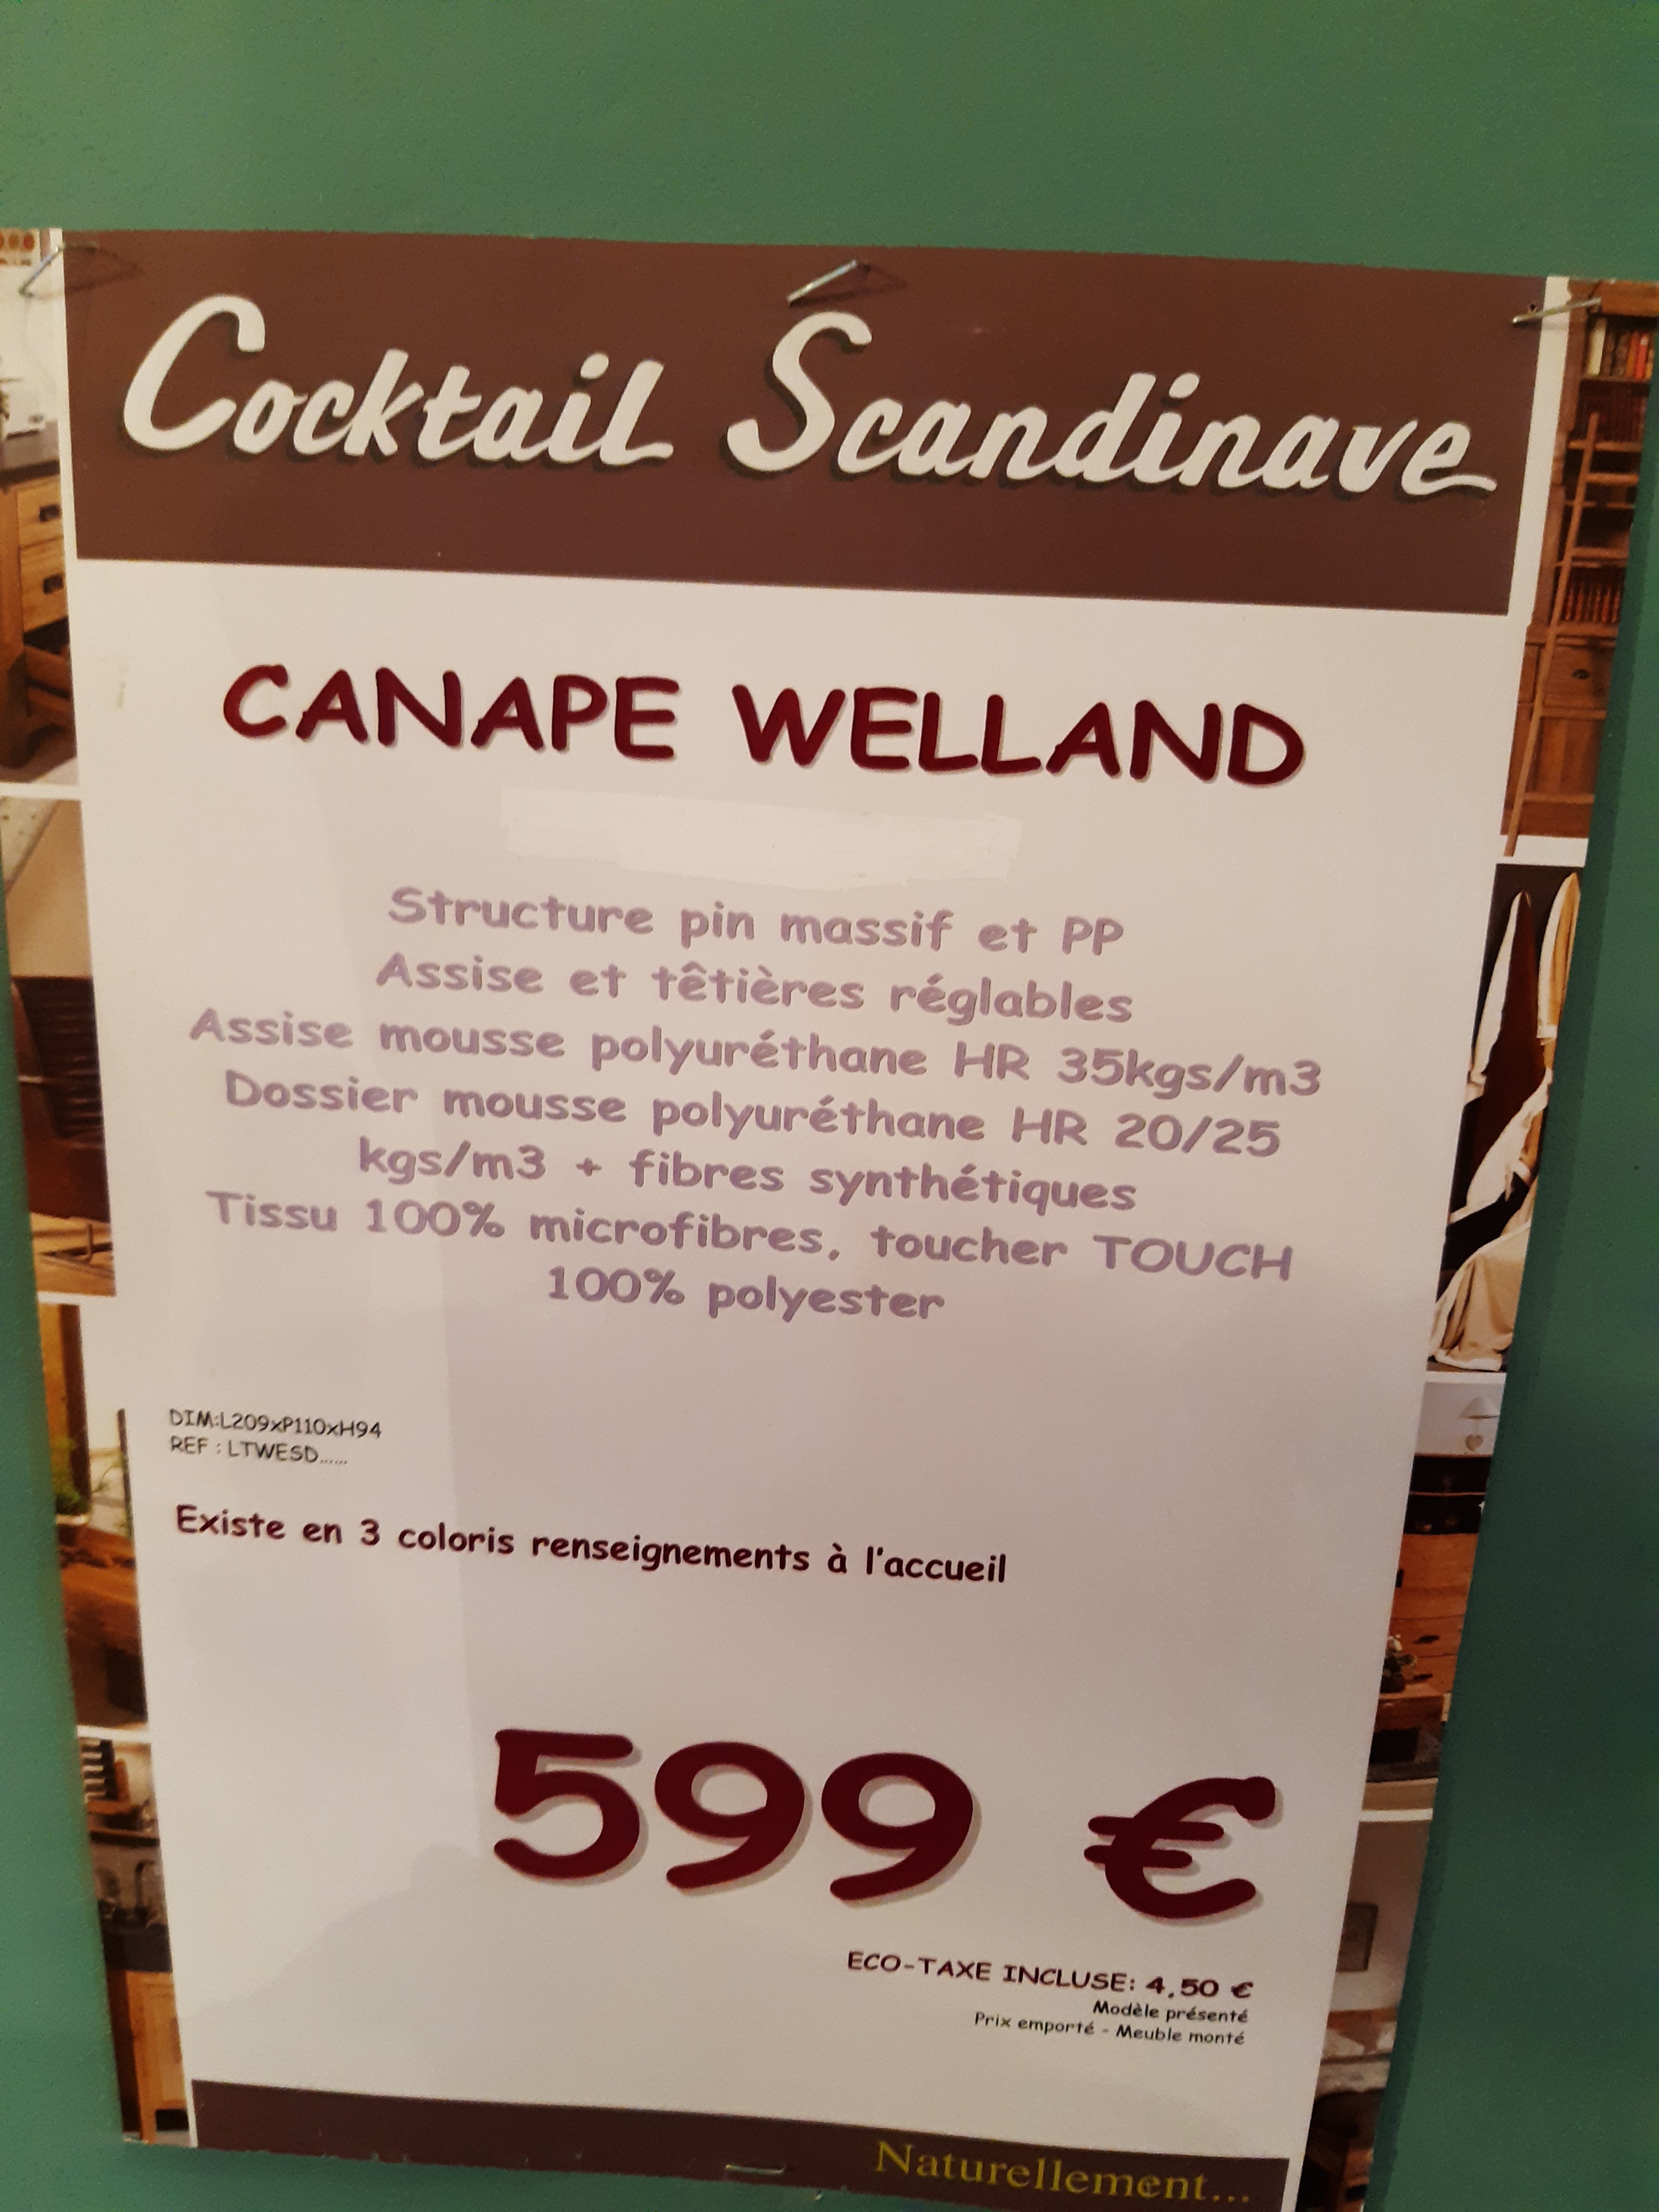 Cocktail Scandinave
CANAPE WELLAND
Structure pin massif et PP
Assise et têtières réglables
Assise mousse polyuréthane HR 35kgs/m3
Dossier mousse polyuréthane HR 20/25
kgs/m3 + fibres synthétiques
Tissu 100% microfibres, toucher TOUCH
100% polyester
DIM:L209xP110xH94
REF : LTWESD......
Existe en 3 coloris renseignements à l'accueil
599 €
ECO-TAXE INCLUSE: 4,50 €
Modèle présenté
Prix emporté - Meuble monté
Naturellement...